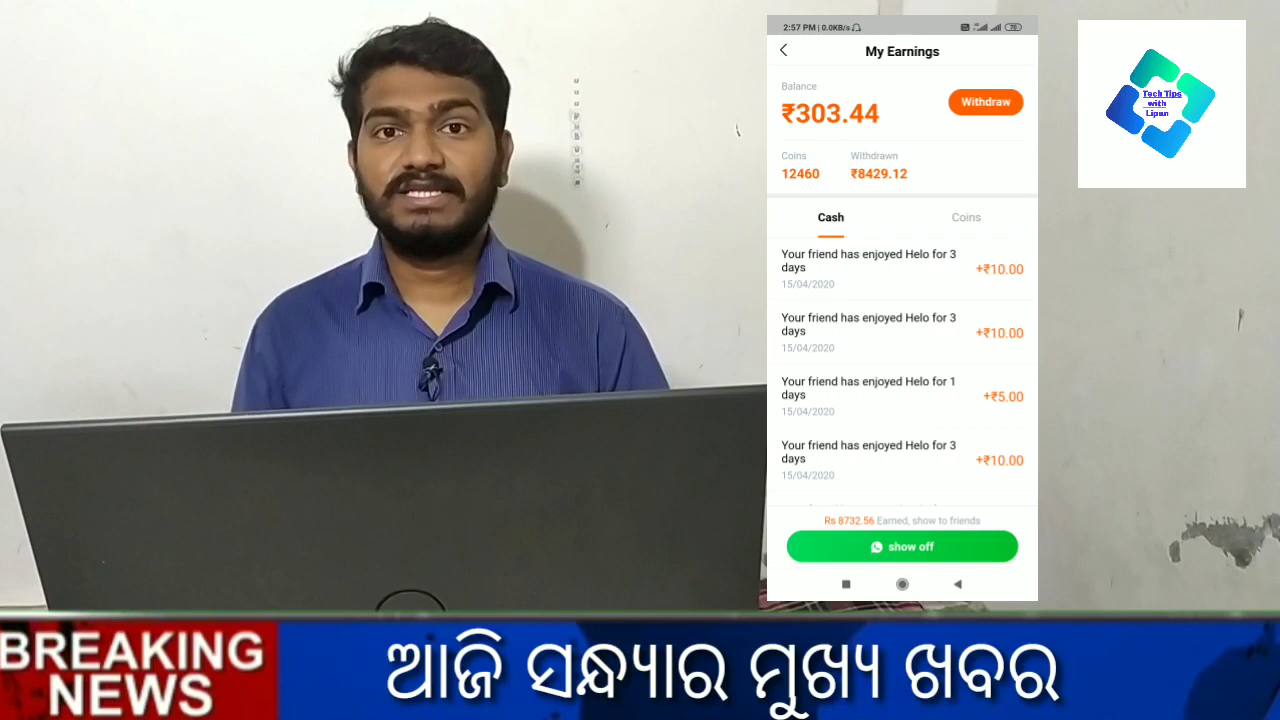 2:57 PM | 0.0KB/s
My Earnings
Balance
₹303.44
Withdraw
Coins
Withdrawn
12460
₹8429.12
Cash
Coins
Your friend has enjoyed Helo for 3
days
+₹10.00
15/04/2020
Your friend has enjoyed Helo for 3
days
+₹10.00
15/04/2020
Your friend has enjoyed Helo for 1
days
+₹5.00
15/04/2020
Your friend has enjoyed Helo for 3
days
+₹10.00
15/04/2020
Rs 8732.56 Earned, show to friends
show off
Tech Tips
with
Lipun
BREAKING
NEWS
ଆଜି ସନ୍ଧ୍ୟାର ମୁଖ୍ୟ ଖବର